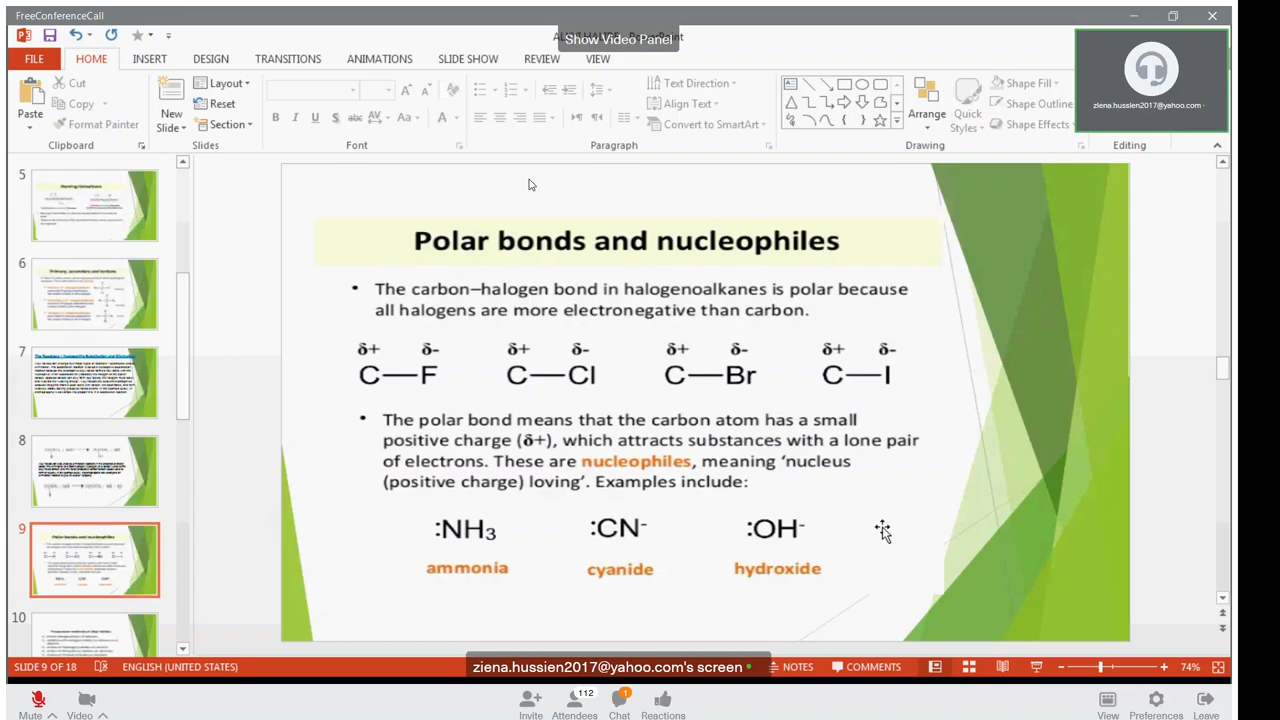 FreeConferenceCall
Show Video Panel
FILE HOME INSERT DESIGN TRANSITIONS ANIMATIONS SLIDE SHOW REVIEW VIEW
ziena.hussien2017@yahoo.com
Paste
Cut
Copy
Format Painter
Clipboard
New
Slide
Layout
Reset
Section
Slides
B I U S abc AV Aa A
Font
Text Direction
Align Text
Convert to SmartArt
Paragraph
Arrange
Quick
Styles
Shape Fill
Shape Outline
Shape Effects
Drawing
Editing
5
6
7
8
9
10
Polar bonds and nucleophiles
• The carbon–halogen bond in halogenoalkanes is polar because
all halogens are more electronegative than carbon.
δ+ δ- δ+ δ- δ+ δ- δ+ δ-
C—F C—Cl C—Br C—I
• The polar bond means that the carbon atom has a small
positive charge (δ+), which attracts substances with a lone pair
of electrons. These are nucleophiles, meaning ‘nucleus
(positive charge) loving’. Examples include:
:NH₃ :CN⁻ :OH⁻
ammonia cyanide hydroxide
SLIDE 9 OF 18 ENGLISH (UNITED STATES)
ziena.hussien2017@yahoo.com's screen
NOTES COMMENTS 74%
112
1
Mute Video Invite Attendees Chat Reactions View Preferences Leave